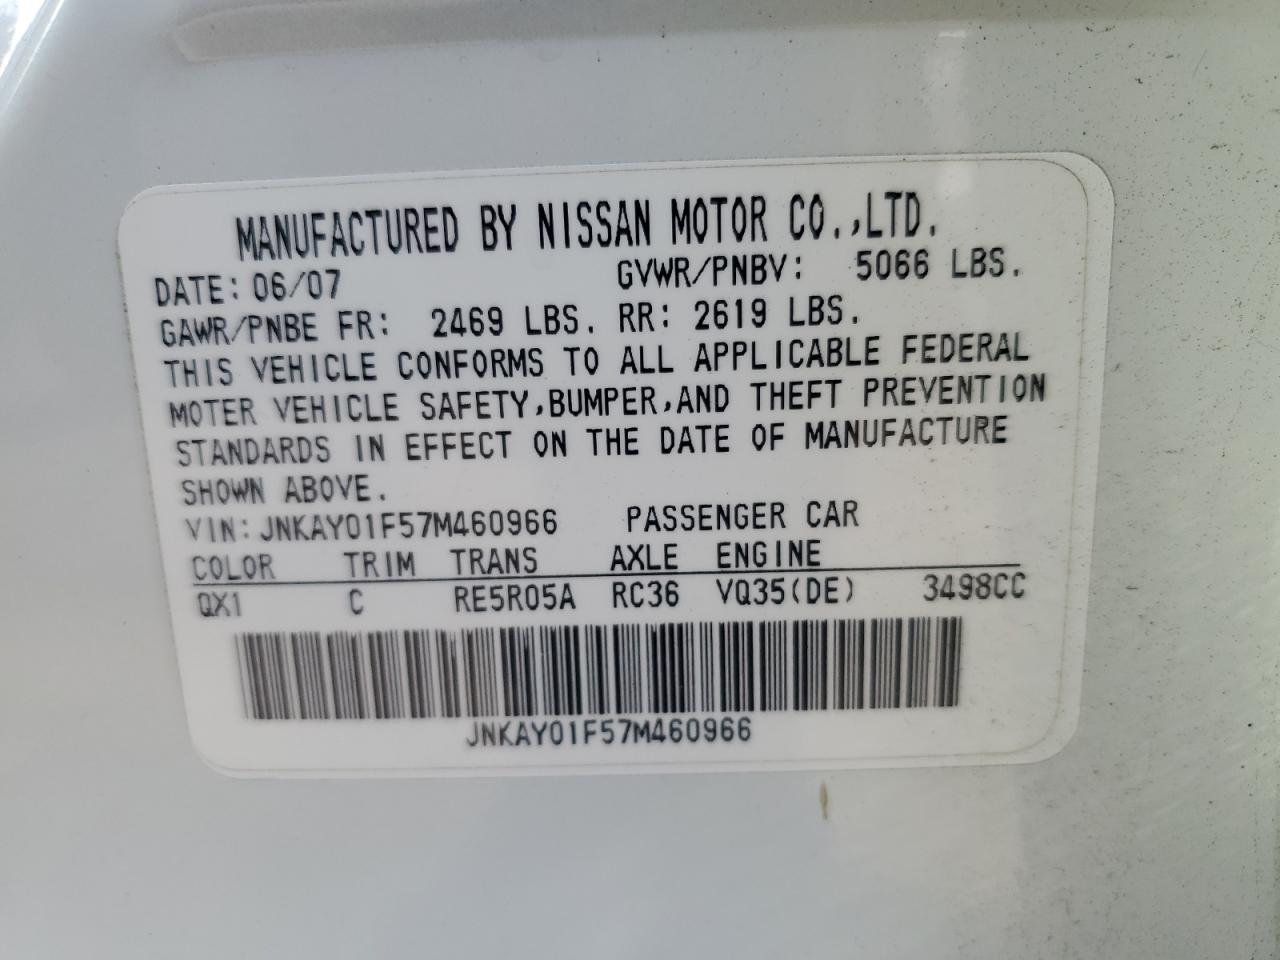 MANUFACTURED BY NISSAN MOTOR CO.,LTD.
DATE: 06/07 GVWR/PNBV: 5066 LBS.
GAWR/PNBE FR: 2469 LBS. RR: 2619 LBS.
THIS VEHICLE CONFORMS TO ALL APPLICABLE FEDERAL
MOTER VEHICLE SAFETY,BUMPER,AND THEFT PREVENTION
STANDARDS IN EFFECT ON THE DATE OF MANUFACTURE
SHOWN ABOVE.
VIN: JNKAY01F57M460966 PASSENGER CAR
COLOR TRIM TRANS AXLE ENGINE
QX1 C RE5R05A RC36 VQ35(DE) 3498CC
JNKAY01F57M460966